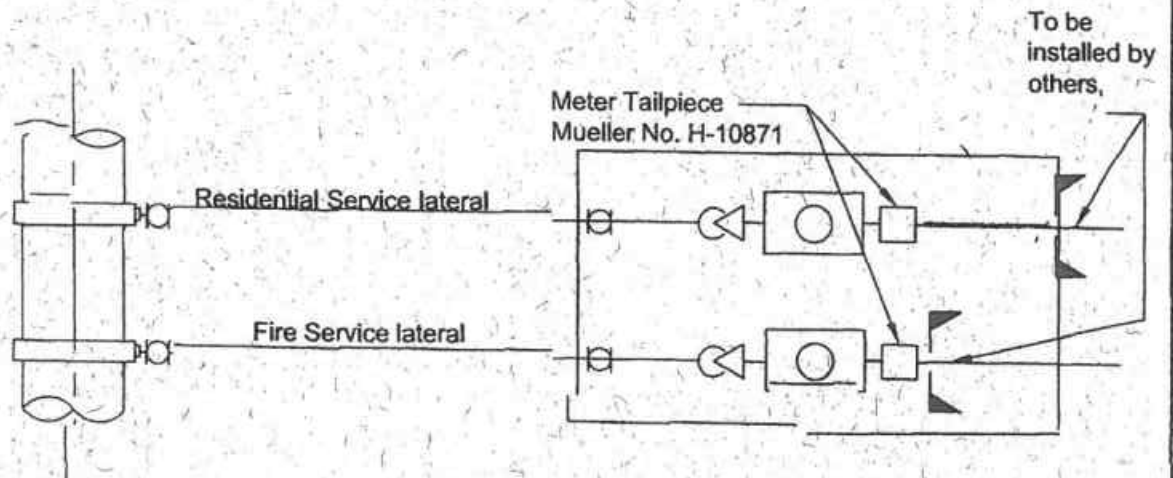 To be
installed by
others,
Meter Tailpiece
Mueller No. H-10871
Residential Service lateral
Fire Service lateral